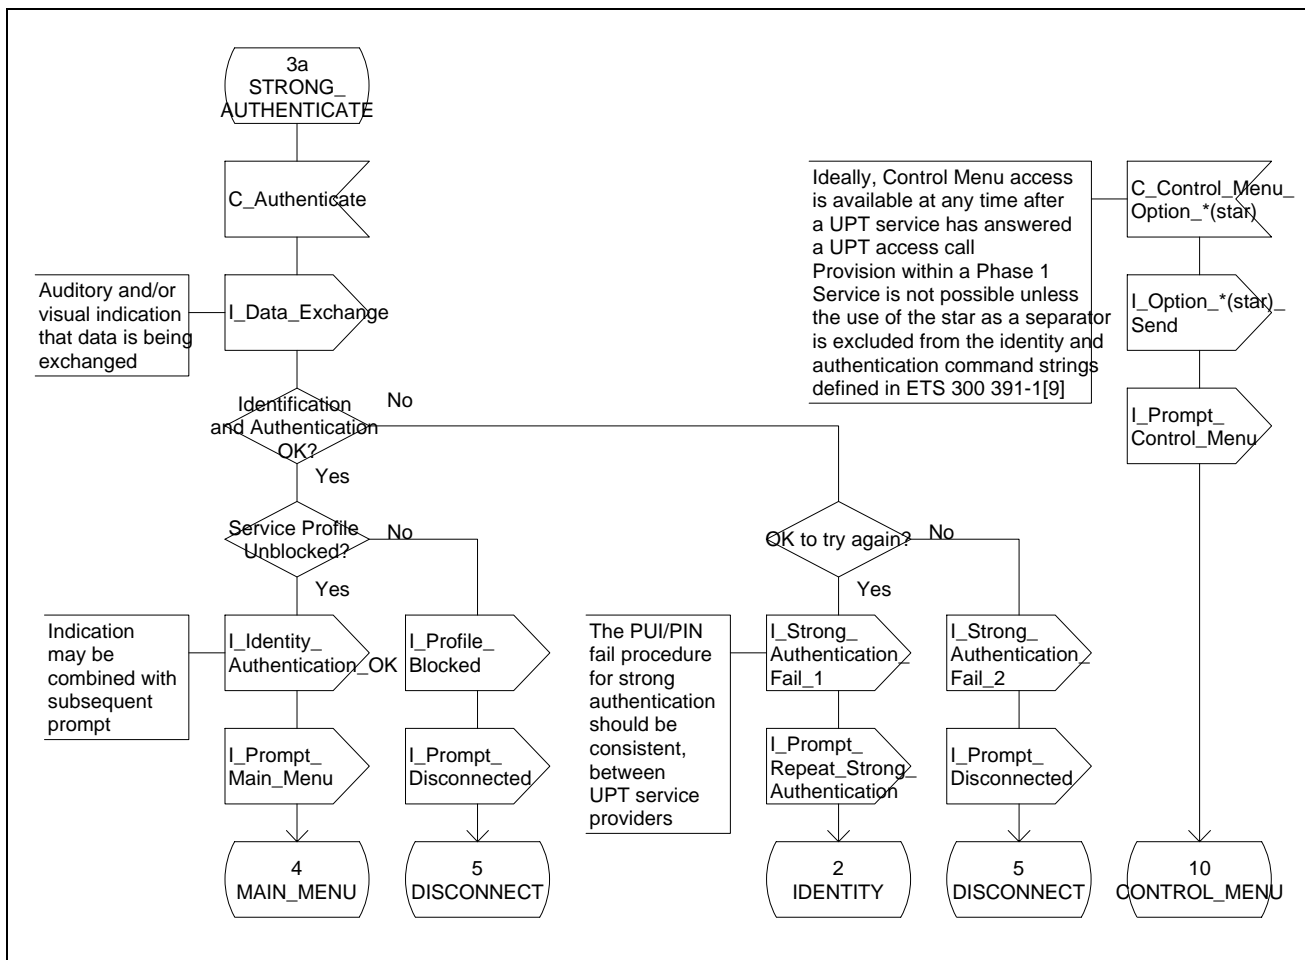 3a
STRONG_
AUTHENTICATE
C_Authenticate
Auditory and/or
visual indication
that data is being
exchanged
I_Data_Exchange
Identification
and Authentication
OK?
No
Yes
Service Profile
Unblocked?
No
Yes
Indication
may be
combined with
subsequent
prompt
I_Identity_
Authentication_OK
I_Profile_
Blocked
I_Prompt_
Main_Menu
I_Prompt_
Disconnected
4
MAIN_MENU
5
DISCONNECT
OK to try again?
No
Yes
The PUI/PIN
fail procedure
for strong
authentication
should be
consistent,
between
UPT service
providers
I_Strong_
Authentication_
Fail_1
I_Strong_
Authentication_
Fail_2
I_Prompt_
Repeat_Strong_
Authentication
I_Prompt_
Disconnected
2
IDENTITY
5
DISCONNECT
Ideally, Control Menu access
is available at any time after
a UPT service has answered
a UPT access call
Provision within a Phase 1
Service is not possible unless
the use of the star as a separator
is excluded from the identity and
authentication command strings
defined in ETS 300 391-1[9]
C_Control_Menu_
Option_*(star)
I_Option_*(star)_
Send
I_Prompt_
Control_Menu
10
CONTROL_MENU